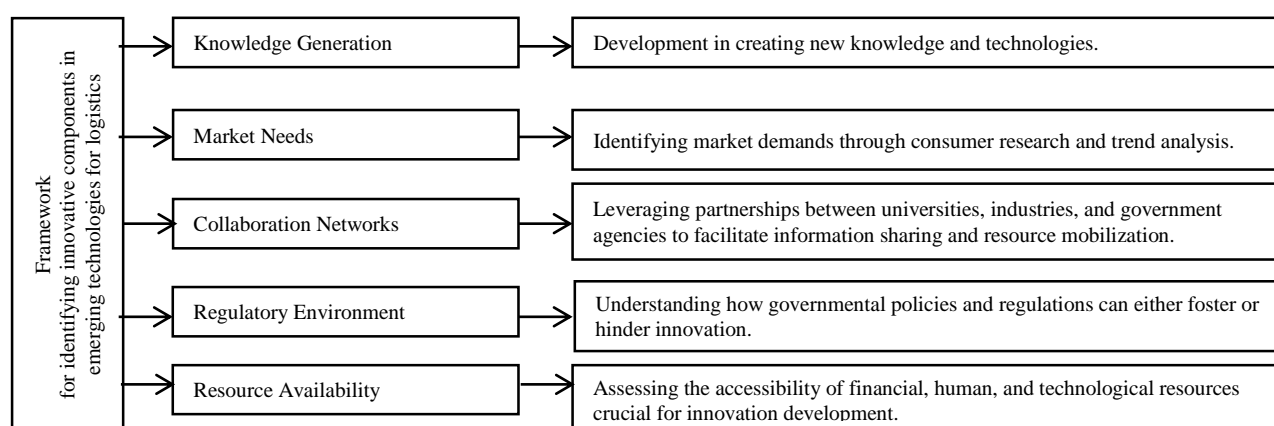 Framework
for identifying innovative components in
emerging technologies for logistics
Knowledge Generation
Development in creating new knowledge and technologies.
Market Needs
Identifying market demands through consumer research and trend analysis.
Collaboration Networks
Leveraging partnerships between universities, industries, and government
agencies to facilitate information sharing and resource mobilization.
Regulatory Environment
Understanding how governmental policies and regulations can either foster or
hinder innovation.
Resource Availability
Assessing the accessibility of financial, human, and technological resources
crucial for innovation development.